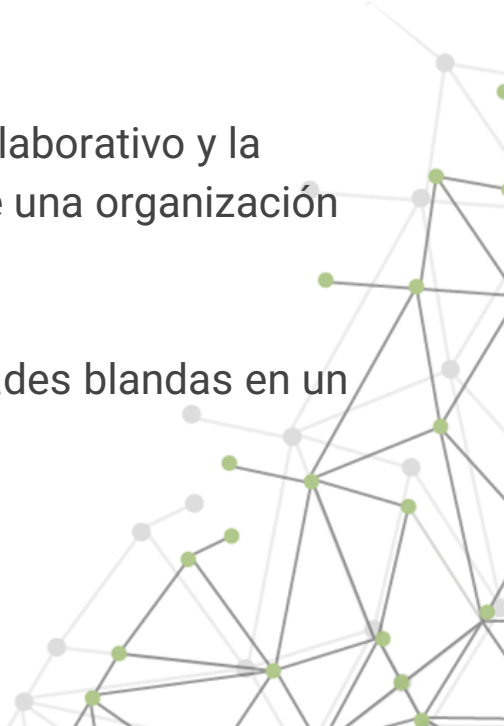 laborativo y la
e una organización
ades blandas en un